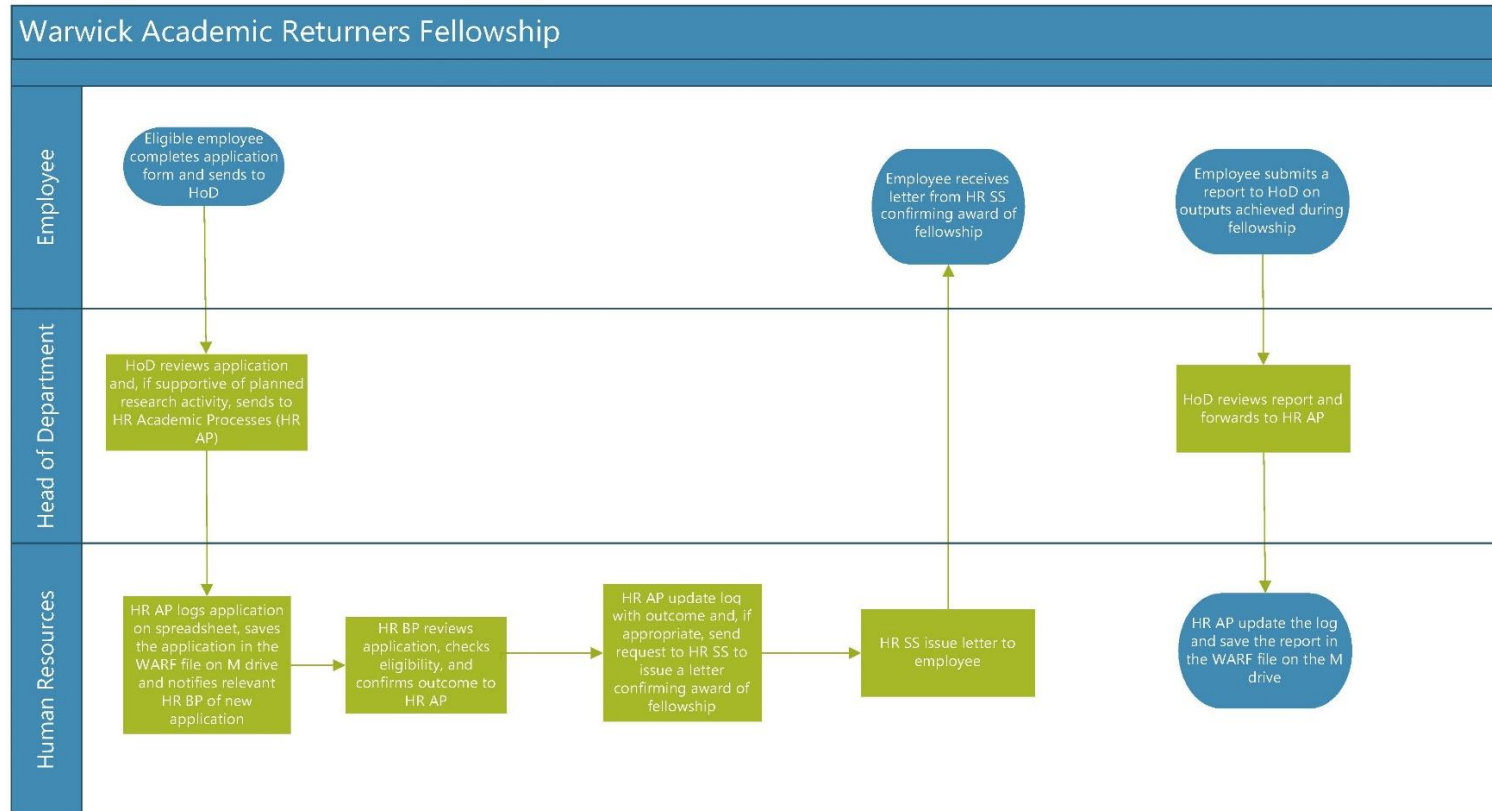 Warwick Academic Returners Fellowship
Employee
Eligible employee
completes application
form and sends to
HoD
Employee receives
letter from HR SS
confirming award of
fellowship
Employee submits a
report to HoD on
outputs achieved during
fellowship
Head of Department
HoD reviews application
and, if supportive of planned
research activity, sends to
HR Academic Processes (HR
AP)
HoD reviews report and
forwards to HR AP
Human Resources
HR AP logs application
on spreadsheet, saves
the application in the
WARF file on M drive
and notifies relevant
HR BP of new
application
HR BP reviews
application, checks
eligibility, and
confirms outcome to
HR AP
HR AP update log
with outcome and, if
appropriate, send
request to HR SS to
issue a letter
confirming award of
fellowship
HR SS issue letter to
employee
HR AP update the log
and save the report in
the WARF file on the M
drive